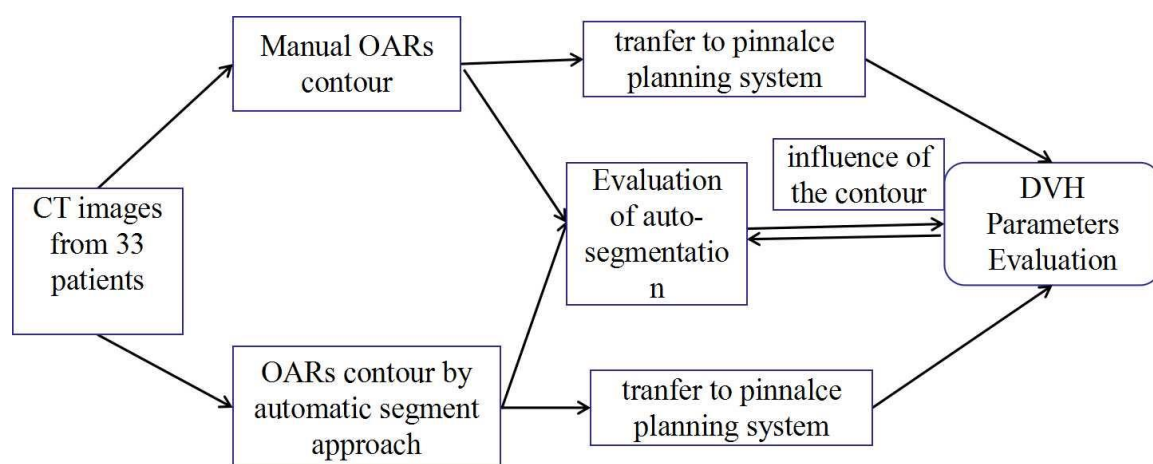 Manual OARs
contour
tranfer to pinnalce
planning system
CT images
from 33
patients
Evaluation
of auto-
segmentatio
n
influence of
the contour
DVH
Parameters
Evaluation
OARs contour by
automatic segment
approach
tranfer to pinnalce
planning system